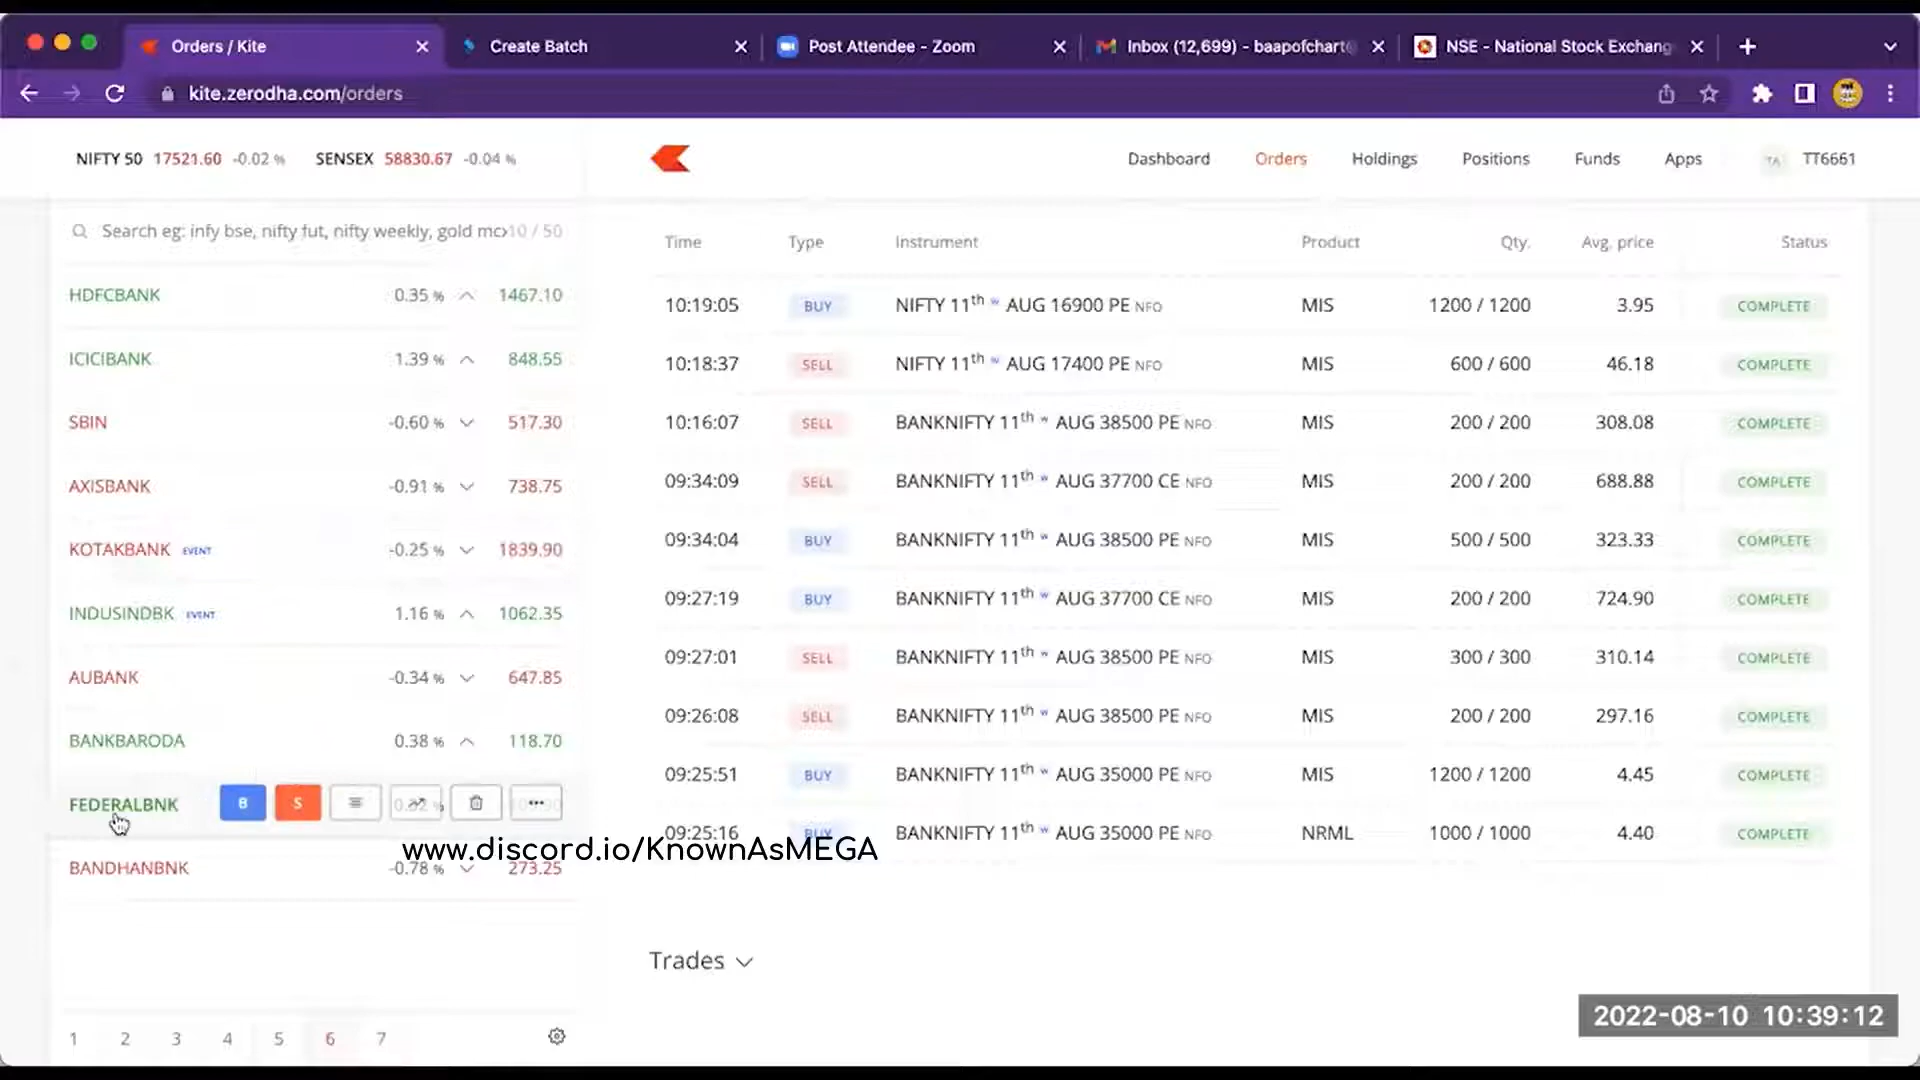 Orders / Kite
Create Batch
Post Attendee - Zoom
Inbox (12,699) - baapofchart@
NSE - National Stock Exchang
kite.zerodha.com/orders
NIFTY 50 17521.60 -0.02 % SENSEX 58830.67 -0.04 %
Dashboard Orders Holdings Positions Funds Apps TT6661
Search eg: infy bse, nifty fut, nifty weekly, gold mcx 10 / 50
HDFCBANK 0.35 % 1467.10
ICICIBANK 1.39 % 848.55
SBIN -0.60 % 517.30
AXISBANK -0.91 % 738.75
KOTAKBANK EVENT -0.25 % 1839.90
INDUSINDBK EVENT 1.16 % 1062.35
AUBANK -0.34 % 647.85
BANKBARODA 0.38 % 118.70
FEDERALBNK B S
BANDHANBNK -0.78 % 273.25
1 2 3 4 5 6 7
Time Type Instrument Product Qty. Avg. price Status
10:19:05 BUY NIFTY 11th w AUG 16900 PE NFO MIS 1200 / 1200 3.95 COMPLETE
10:18:37 SELL NIFTY 11th w AUG 17400 PE NFO MIS 600 / 600 46.18 COMPLETE
10:16:07 SELL BANKNIFTY 11th w AUG 38500 PE NFO MIS 200 / 200 308.08 COMPLETE
09:34:09 SELL BANKNIFTY 11th w AUG 37700 CE NFO MIS 200 / 200 688.88 COMPLETE
09:34:04 BUY BANKNIFTY 11th w AUG 38500 PE NFO MIS 500 / 500 323.33 COMPLETE
09:27:19 BUY BANKNIFTY 11th w AUG 37700 CE NFO MIS 200 / 200 724.90 COMPLETE
09:27:01 SELL BANKNIFTY 11th w AUG 38500 PE NFO MIS 300 / 300 310.14 COMPLETE
09:26:08 SELL BANKNIFTY 11th w AUG 38500 PE NFO MIS 200 / 200 297.16 COMPLETE
09:25:51 BUY BANKNIFTY 11th w AUG 35000 PE NFO MIS 1200 / 1200 4.45 COMPLETE
09:25:16 BUY BANKNIFTY 11th w AUG 35000 PE NFO NRML 1000 / 1000 4.40 COMPLETE
www.discord.io/KnownAsMEGA
Trades
2022-08-10 10:39:12